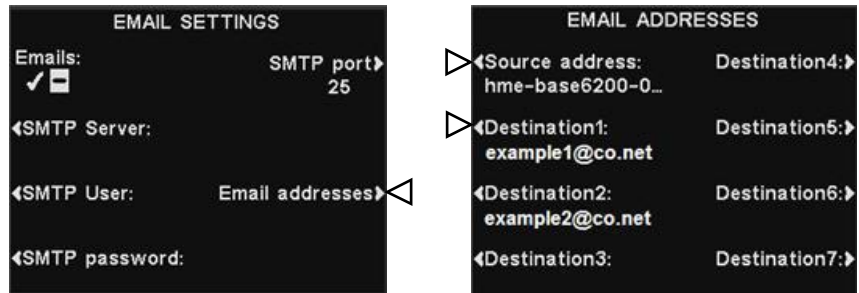 EMAIL SETTINGS
Emails:
SMTP port
25
SMTP Server:
SMTP User:
Email addresses
SMTP password:
EMAIL ADDRESSES
Source address:
hme-base6200-0...
Destination4:
Destination1:
example1@co.net
Destination5:
Destination2:
example2@co.net
Destination6:
Destination3:
Destination7: